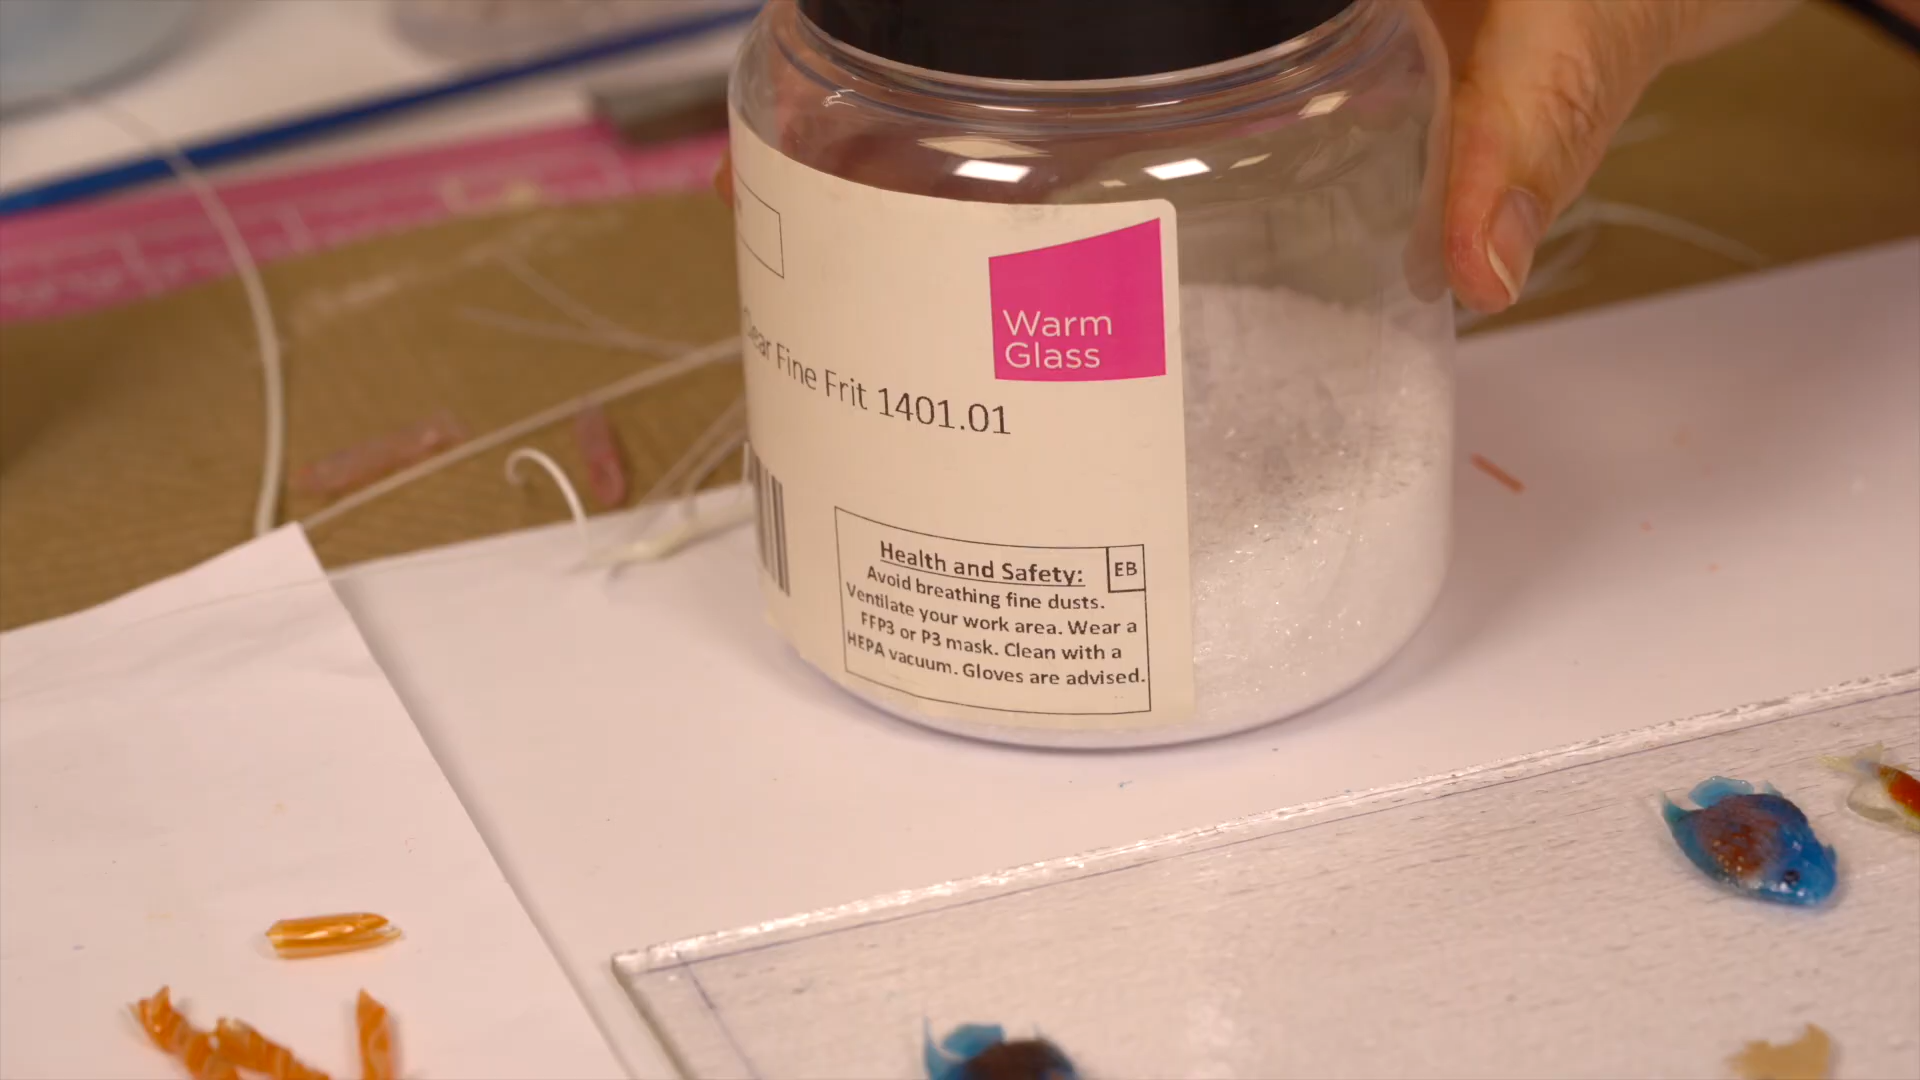 Warm
Glass
Clear Fine Frit 1401.01
Health and Safety:
EB
Avoid breathing fine dusts.
Ventilate your work area. Wear a
FFP3 or P3 mask. Clean with a
HEPA vacuum. Gloves are advised.